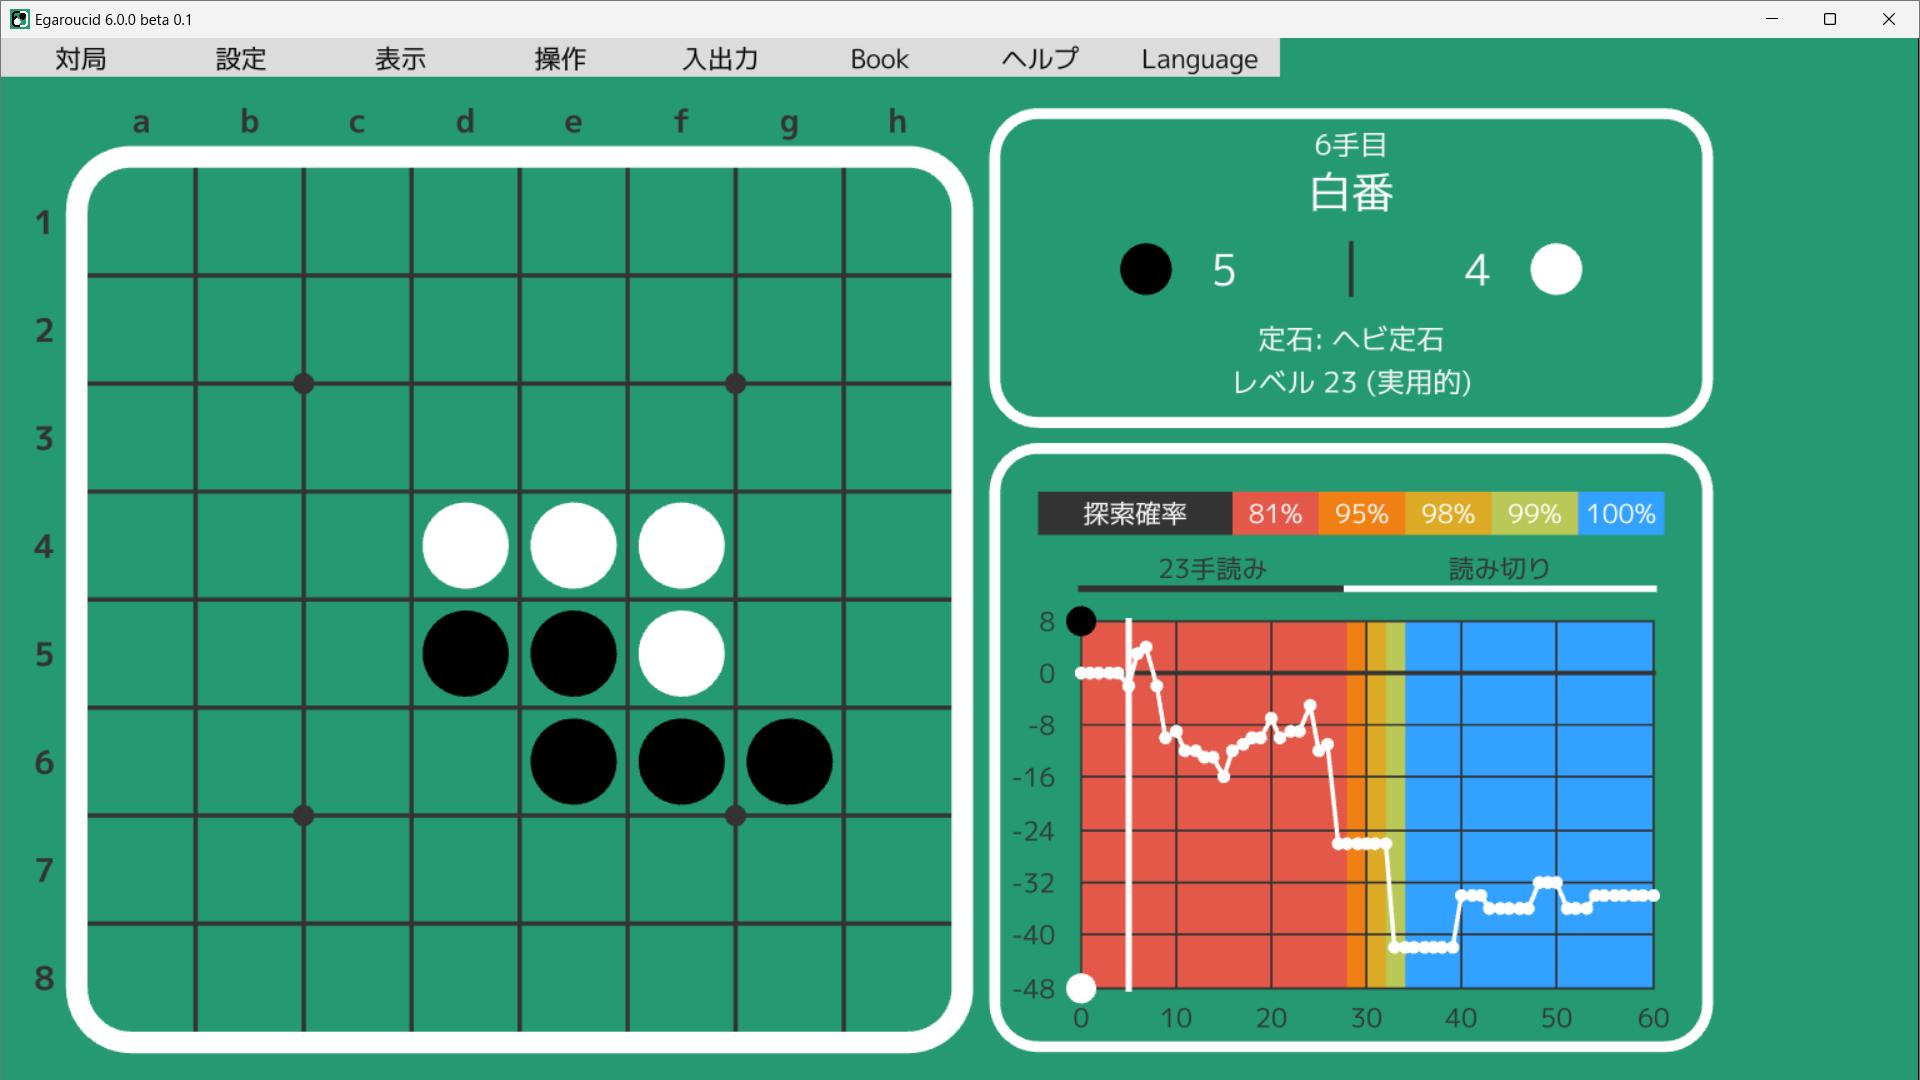 Egaroucid 6.0.0 beta 0.1
対局 設定 表示 操作 入出力 Book ヘルプ Language
a b c d e f g h
1
2
3
4
5
6
7
8
6手目
白番
5 4
定石: ヘビ定石
レベル 23 (実用的)
探索確率 81% 95% 98% 99% 100%
23手読み 読み切り
8
0
-8
-16
-24
-32
-40
-48
0 10 20 30 40 50 60